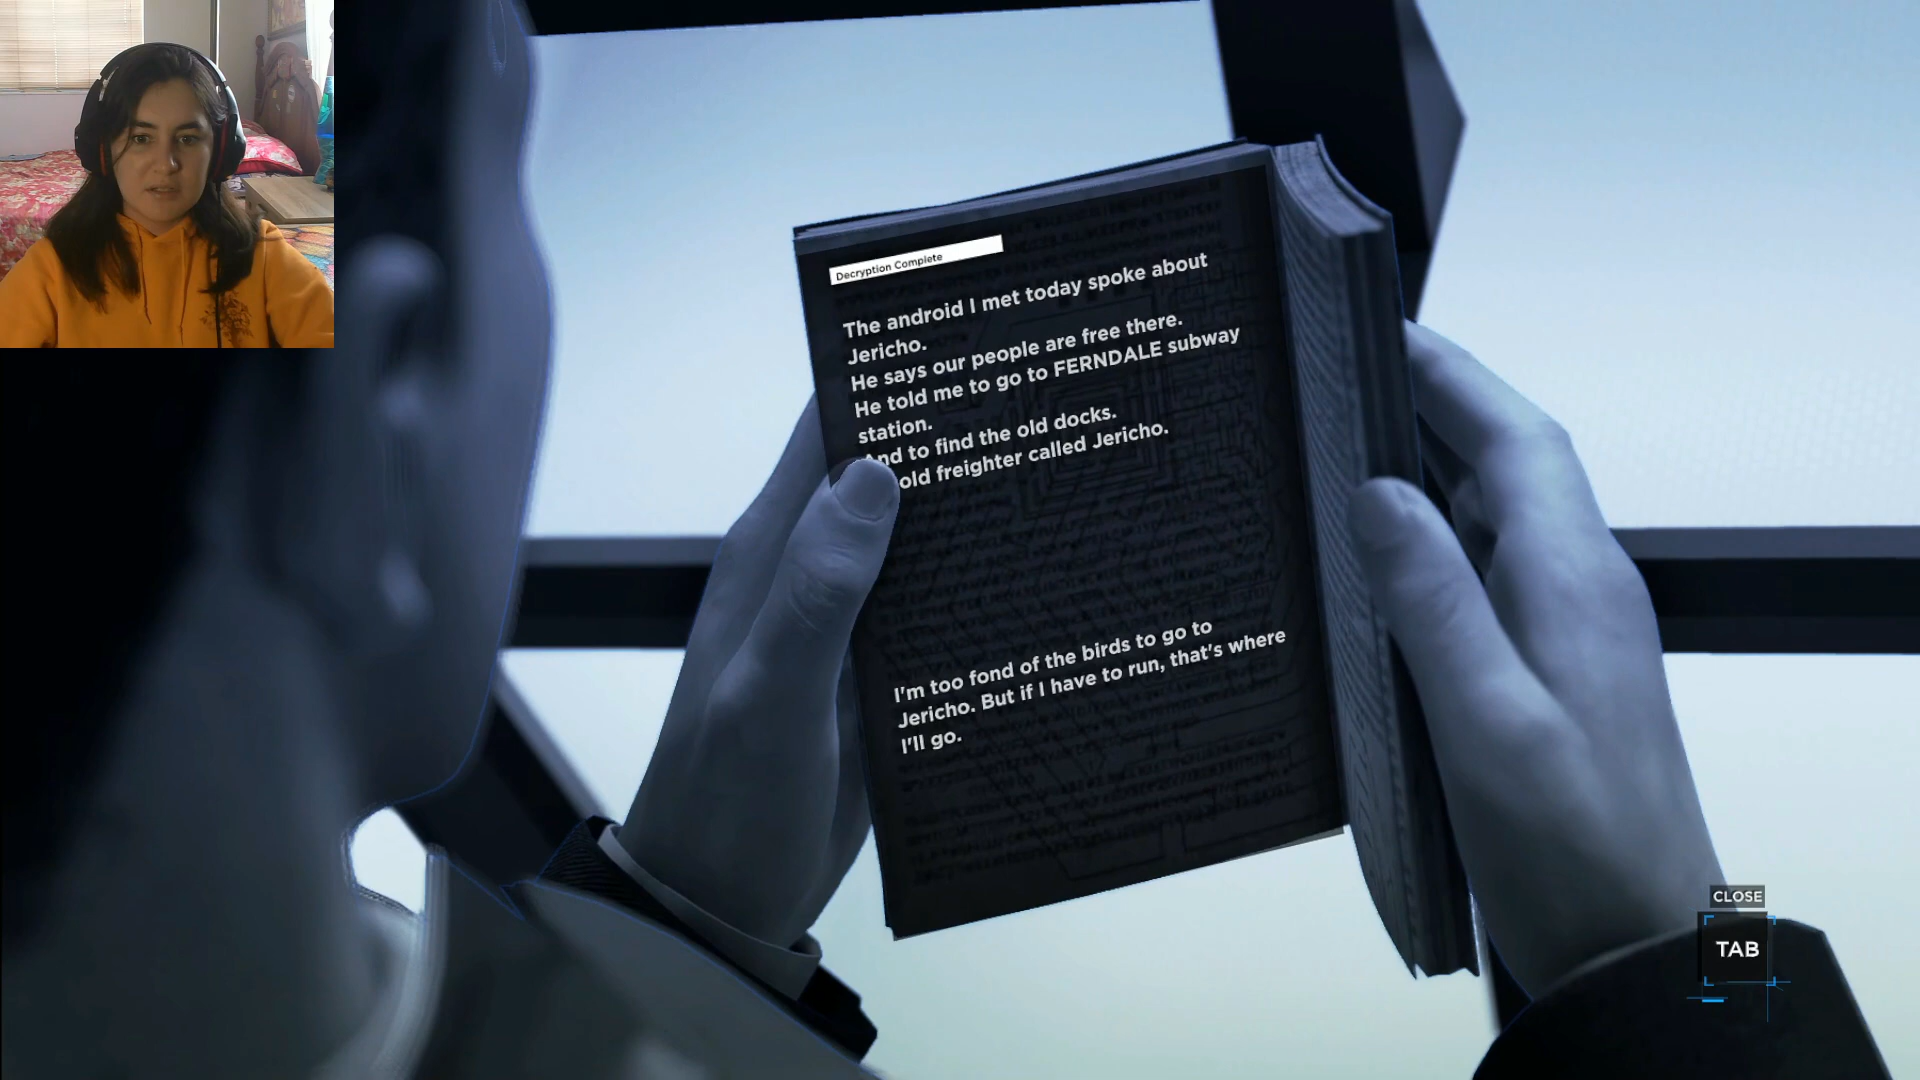 Decryption Complete
The android I met today spoke about
Jericho.
He says our people are free there.
He told me to go to FERNDALE subway
station.
And to find the old docks.
old freighter called Jericho.
I'm too fond of the birds to go to
Jericho. But if I have to run, that's where
I'll go.
CLOSE
TAB